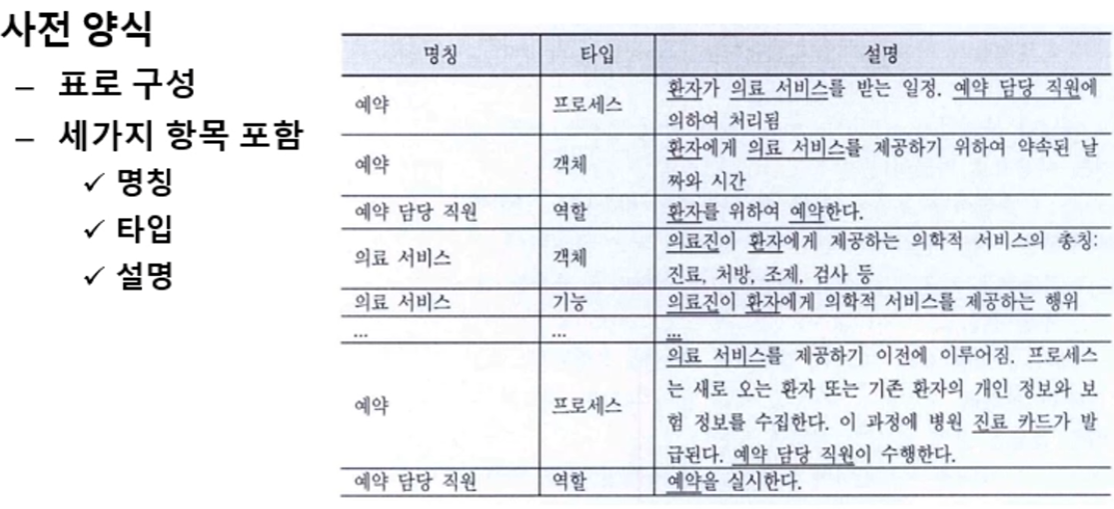 사전 양식
– 표로 구성
– 세가지 항목 포함
✓ 명칭
✓ 타입
✓ 설명
명칭 타입 설명
예약 프로세스 환자가 의료 서비스를 받는 일정. 예약 담당 직원에
의하여 처리됨
예약 객체 환자에게 의료 서비스를 제공하기 위하여 약속된 날
짜와 시간
예약 담당 직원 역할 환자를 위하여 예약한다.
의료 서비스 객체 의료진이 환자에게 제공하는 의학적 서비스의 총칭:
진료, 처방, 조제, 검사 등
의료 서비스 기능 의료진이 환자에게 의학적 서비스를 제공하는 행위
... ... ...
예약 프로세스 의료 서비스를 제공하기 이전에 이루어짐. 프로세스
는 새로 오는 환자 또는 기존 환자의 개인 정보와 보
험 정보를 수집한다. 이 과정에 병원 진료 카드가 발
급된다. 예약 담당 직원이 수행한다.
예약 담당 직원 역할 예약을 실시한다.